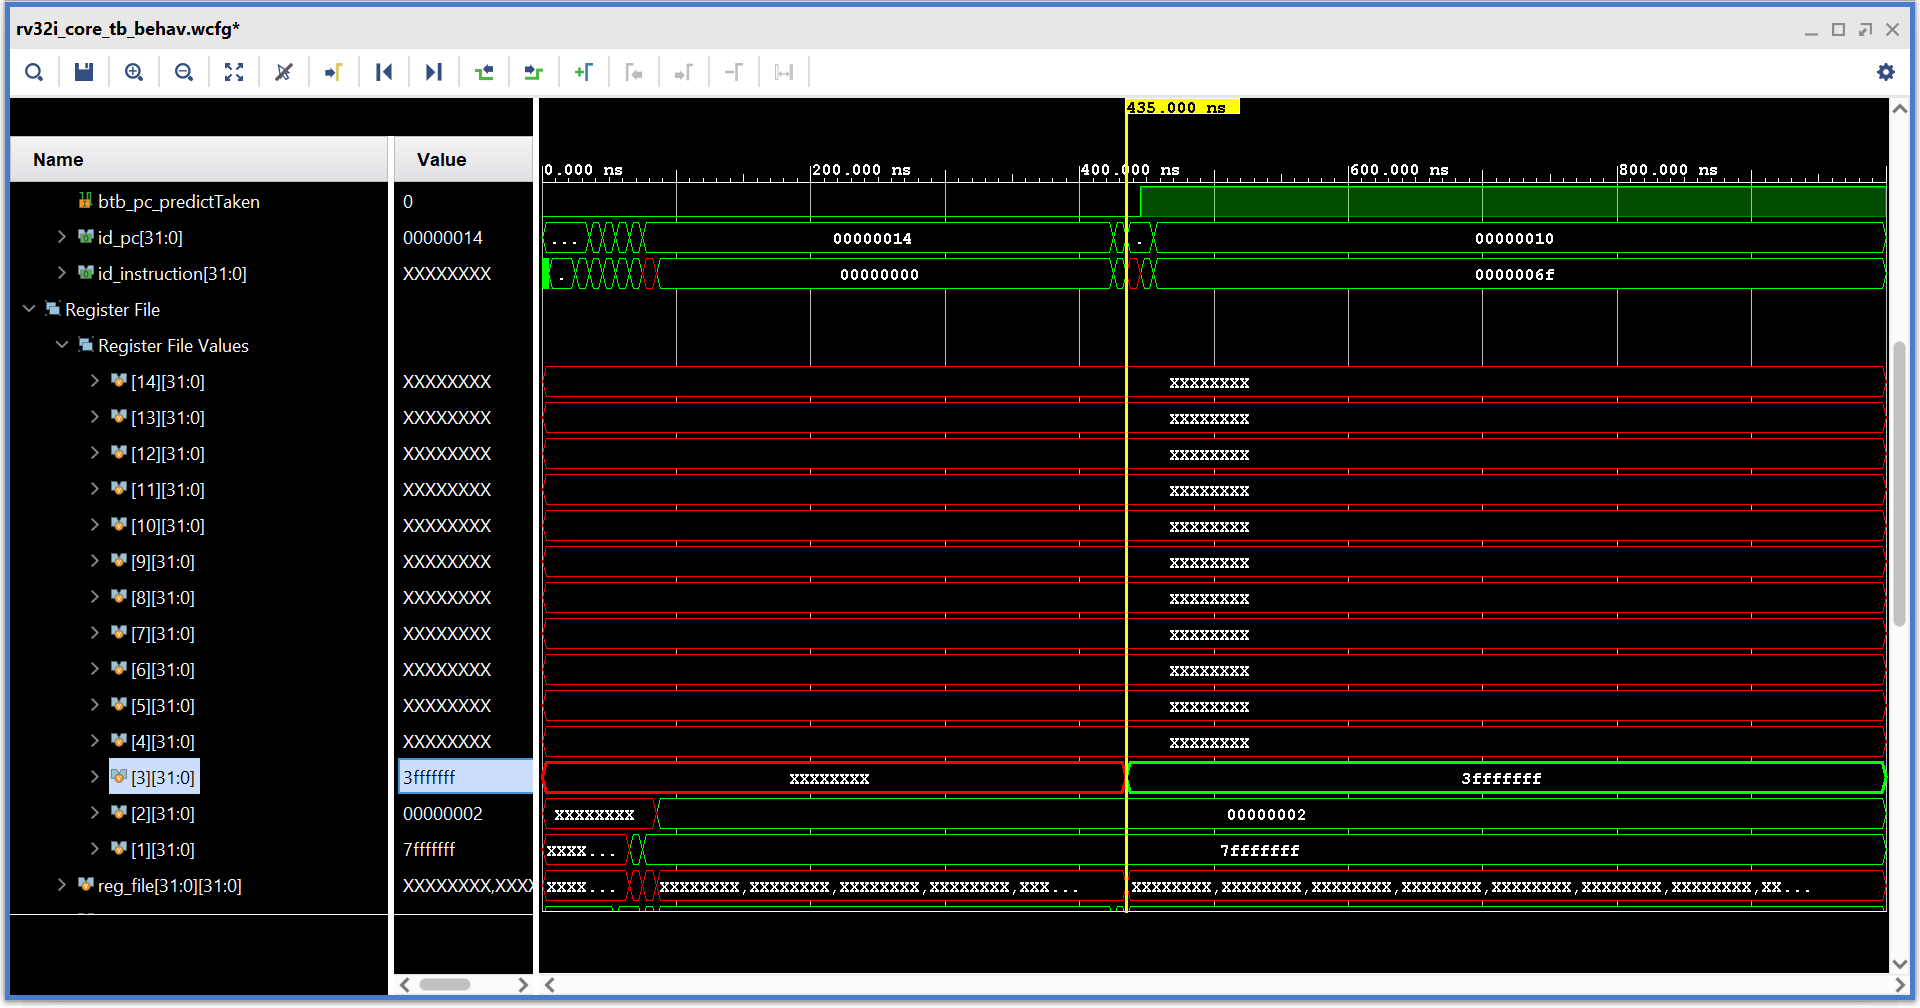 rv32i_core_tb_behav.wcfg*
435.000 ns
Name Value
0.000 ns 200.000 ns 400.000 ns 600.000 ns 800.000 ns
btb_pc_predictTaken 0
id_pc[31:0] 00000014 ... 00000014 . 00000010
id_instruction[31:0] XXXXXXXX . 00000000 0000006f
Register File
Register File Values
[14][31:0] XXXXXXXX XXXXXXXX
[13][31:0] XXXXXXXX XXXXXXXX
[12][31:0] XXXXXXXX XXXXXXXX
[11][31:0] XXXXXXXX XXXXXXXX
[10][31:0] XXXXXXXX XXXXXXXX
[9][31:0] XXXXXXXX XXXXXXXX
[8][31:0] XXXXXXXX XXXXXXXX
[7][31:0] XXXXXXXX XXXXXXXX
[6][31:0] XXXXXXXX XXXXXXXX
[5][31:0] XXXXXXXX XXXXXXXX
[4][31:0] XXXXXXXX XXXXXXXX
[3][31:0] 3fffffff XXXXXXXX 3fffffff
[2][31:0] 00000002 XXXXXXXX 00000002
[1][31:0] 7fffffff XXXX... 7fffffff
reg_file[31:0][31:0] XXXXXXXX,XXXX XXXX... XXXXXXXX,XXXXXXXX,XXXXXXXX,XXXXXXXX,XXX... XXXXXXXX,XXXXXXXX,XXXXXXXX,XXXXXXXX,XXXXXXXX,XXXXXXXX,XXXXXXXX,XX...